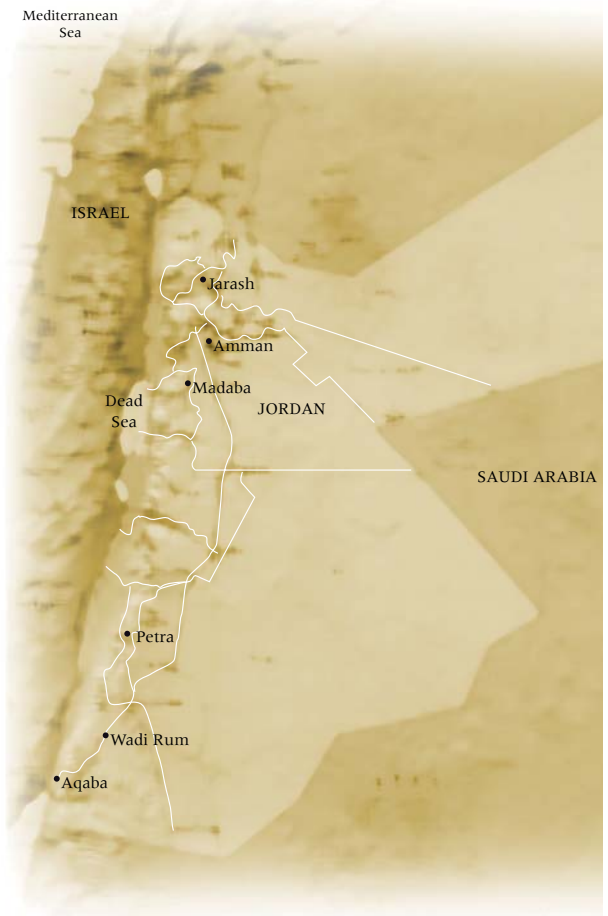 Mediterranean
Sea
ISRAEL
Jarash
Amman
Madaba
Dead
Sea
JORDAN
SAUDI ARABIA
Petra
Wadi Rum
Aqaba